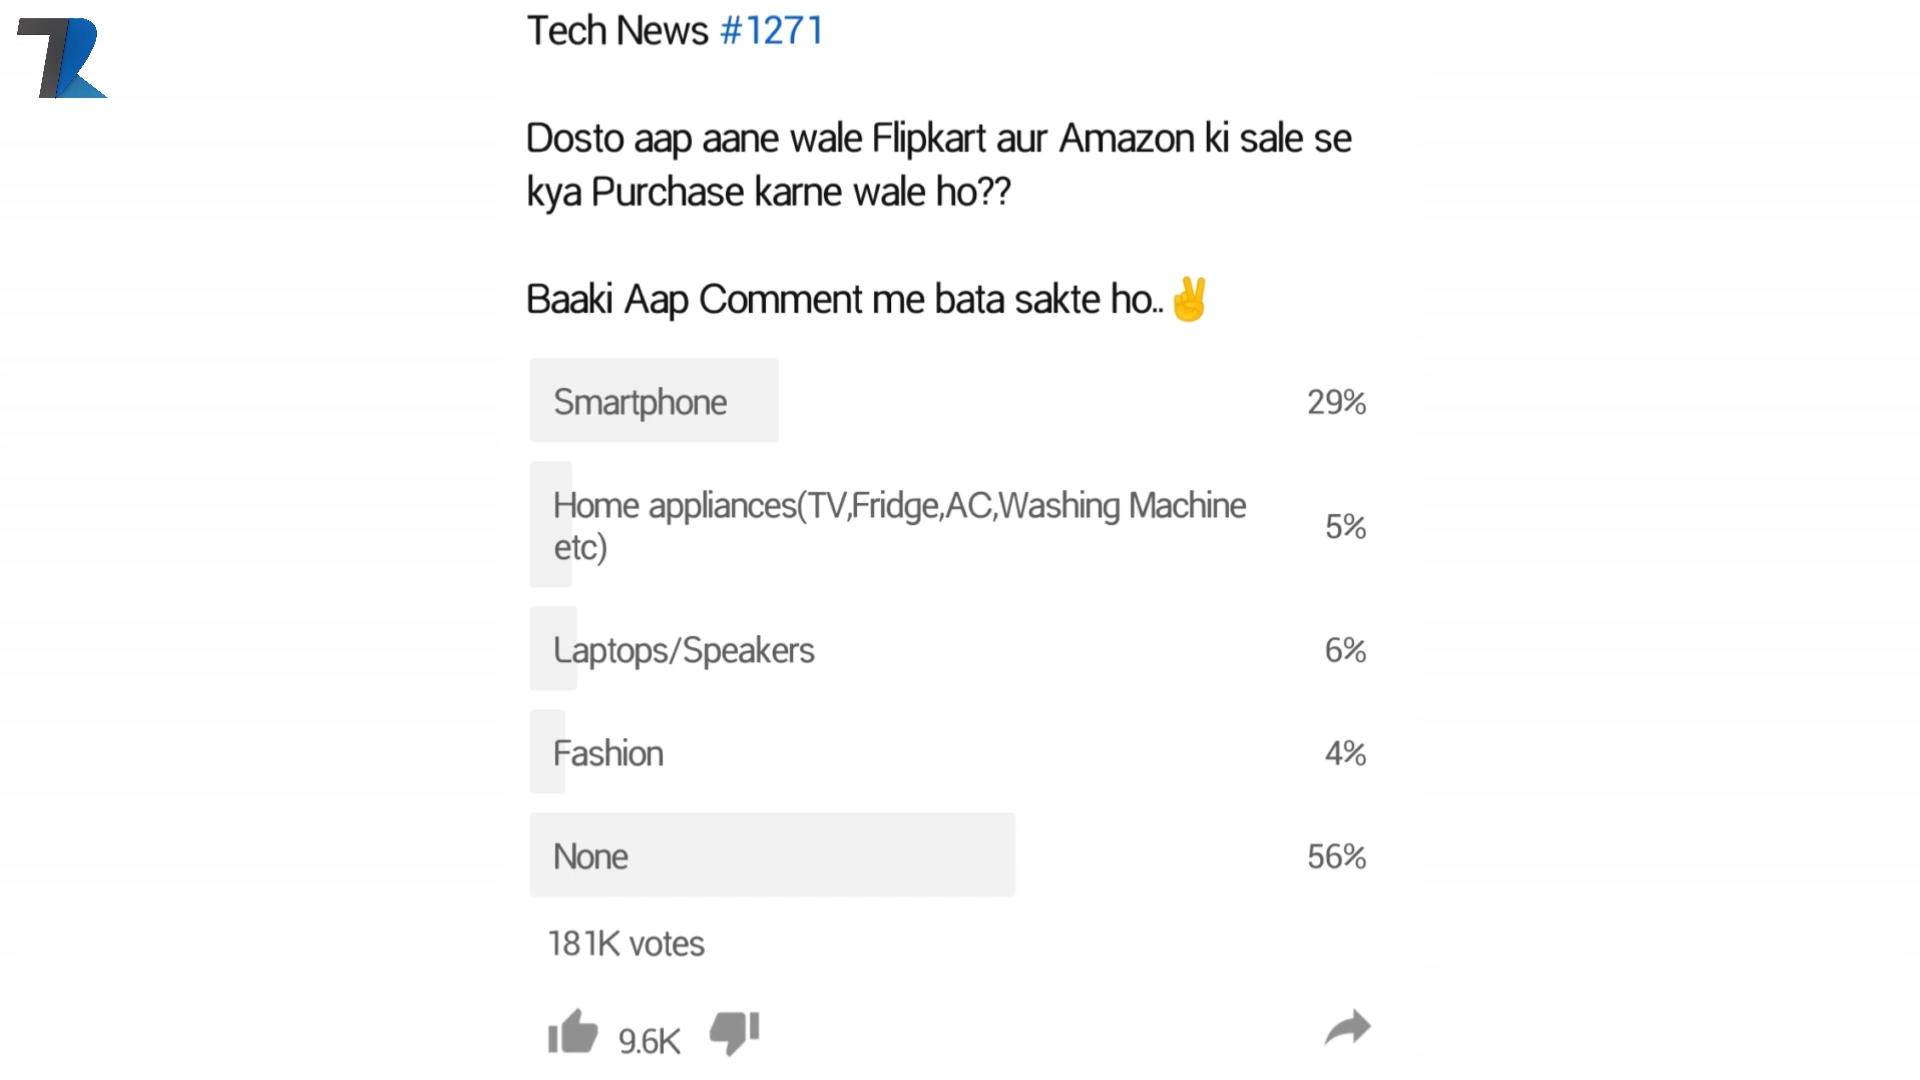 TR
Tech News #1271
Dosto aap aane wale Flipkart aur Amazon ki sale se
kya Purchase karne wale ho??
Baaki Aap Comment me bata sakte ho..✌
Smartphone 29%
Home appliances(TV,Fridge,AC,Washing Machine
etc) 5%
Laptops/Speakers 6%
Fashion 4%
None 56%
181K votes
9.6K